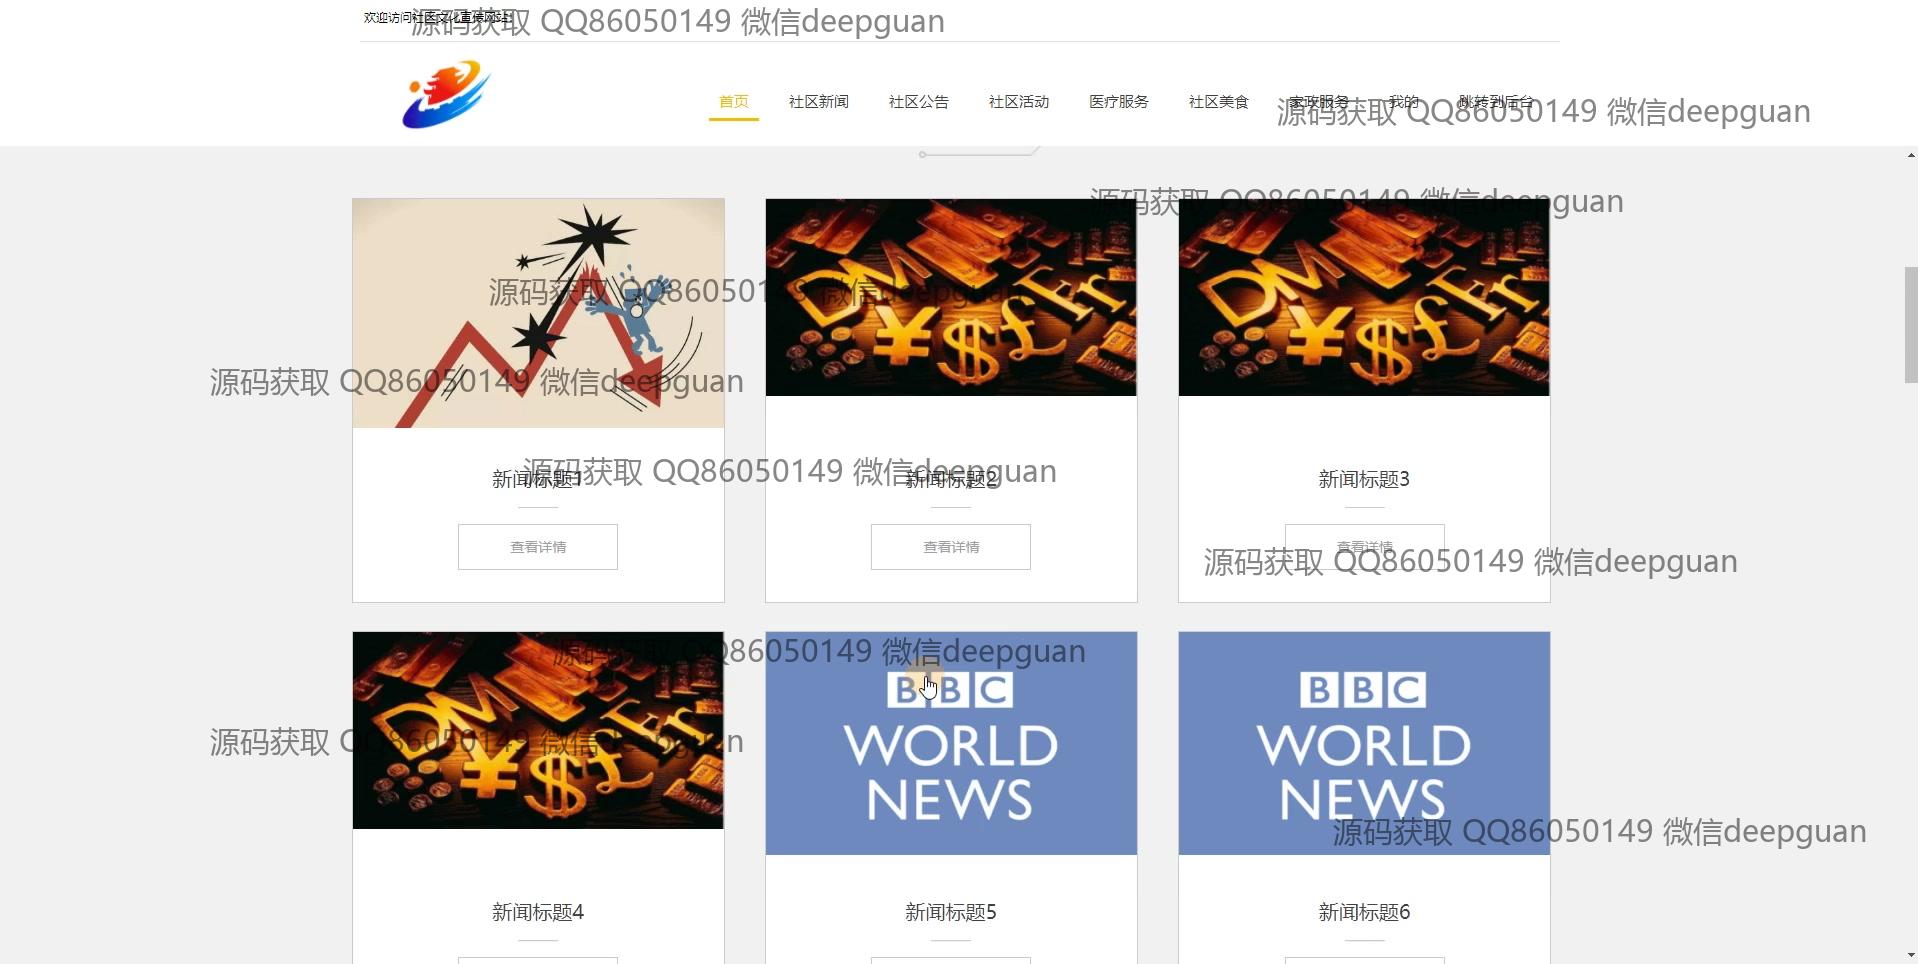 欢迎访问社区文化宣传网站!
源码获取 QQ86050149 微信deepguan
首页 社区新闻 社区公告 社区活动 医疗服务 社区美食 家政服务 我的 跳转到后台
源码获取 QQ86050149 微信deepguan
源码获取 QQ86050149 微信deepguan
DM ¥ $ £ Fr
DM ¥ $ £ Fr
源码获取 QQ86050149 微信deepguan
源码获取 QQ86050149 微信deepguan
新闻标题1
新闻标题2
新闻标题3
源码获取 QQ86050149 微信deepguan
查看详情
查看详情
查看详情
源码获取 QQ86050149 微信deepguan
源码获取 QQ86050149 微信deepguan
DM ¥ $ £ Fr
BBC
WORLD
NEWS
BBC
WORLD
NEWS
源码获取 QQ86050149 微信deepguan
源码获取 QQ86050149 微信deepguan
新闻标题4
新闻标题5
新闻标题6